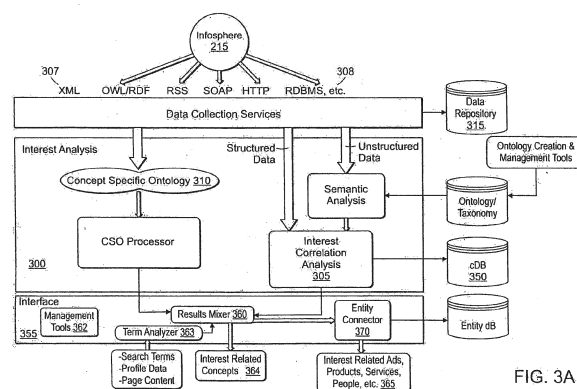 Infosphere
215
307
308
XML OWL/RDF RSS SOAP HTTP RDBMS, etc.
Data Collection Services
Data
Repository
315
Interest Analysis
Structured
Data
Unstructured
Data
Ontology Creation &
Management Tools
Concept Specific Ontology 310
Semantic
Analysis
Ontology/
Taxonomy
CSO Processor
Interest
Correlation
Analysis
305
300
cDB
350
Interface
Management
Tools 362
355
Results Mixer 360
Term Analyzer 363
Entity
Connector
370
Entity dB
-Search Terms
-Profile Data
-Page Content
Interest Related
Concepts 364
Interest Related Ads,
Products, Services,
People, etc. 365
FIG. 3A